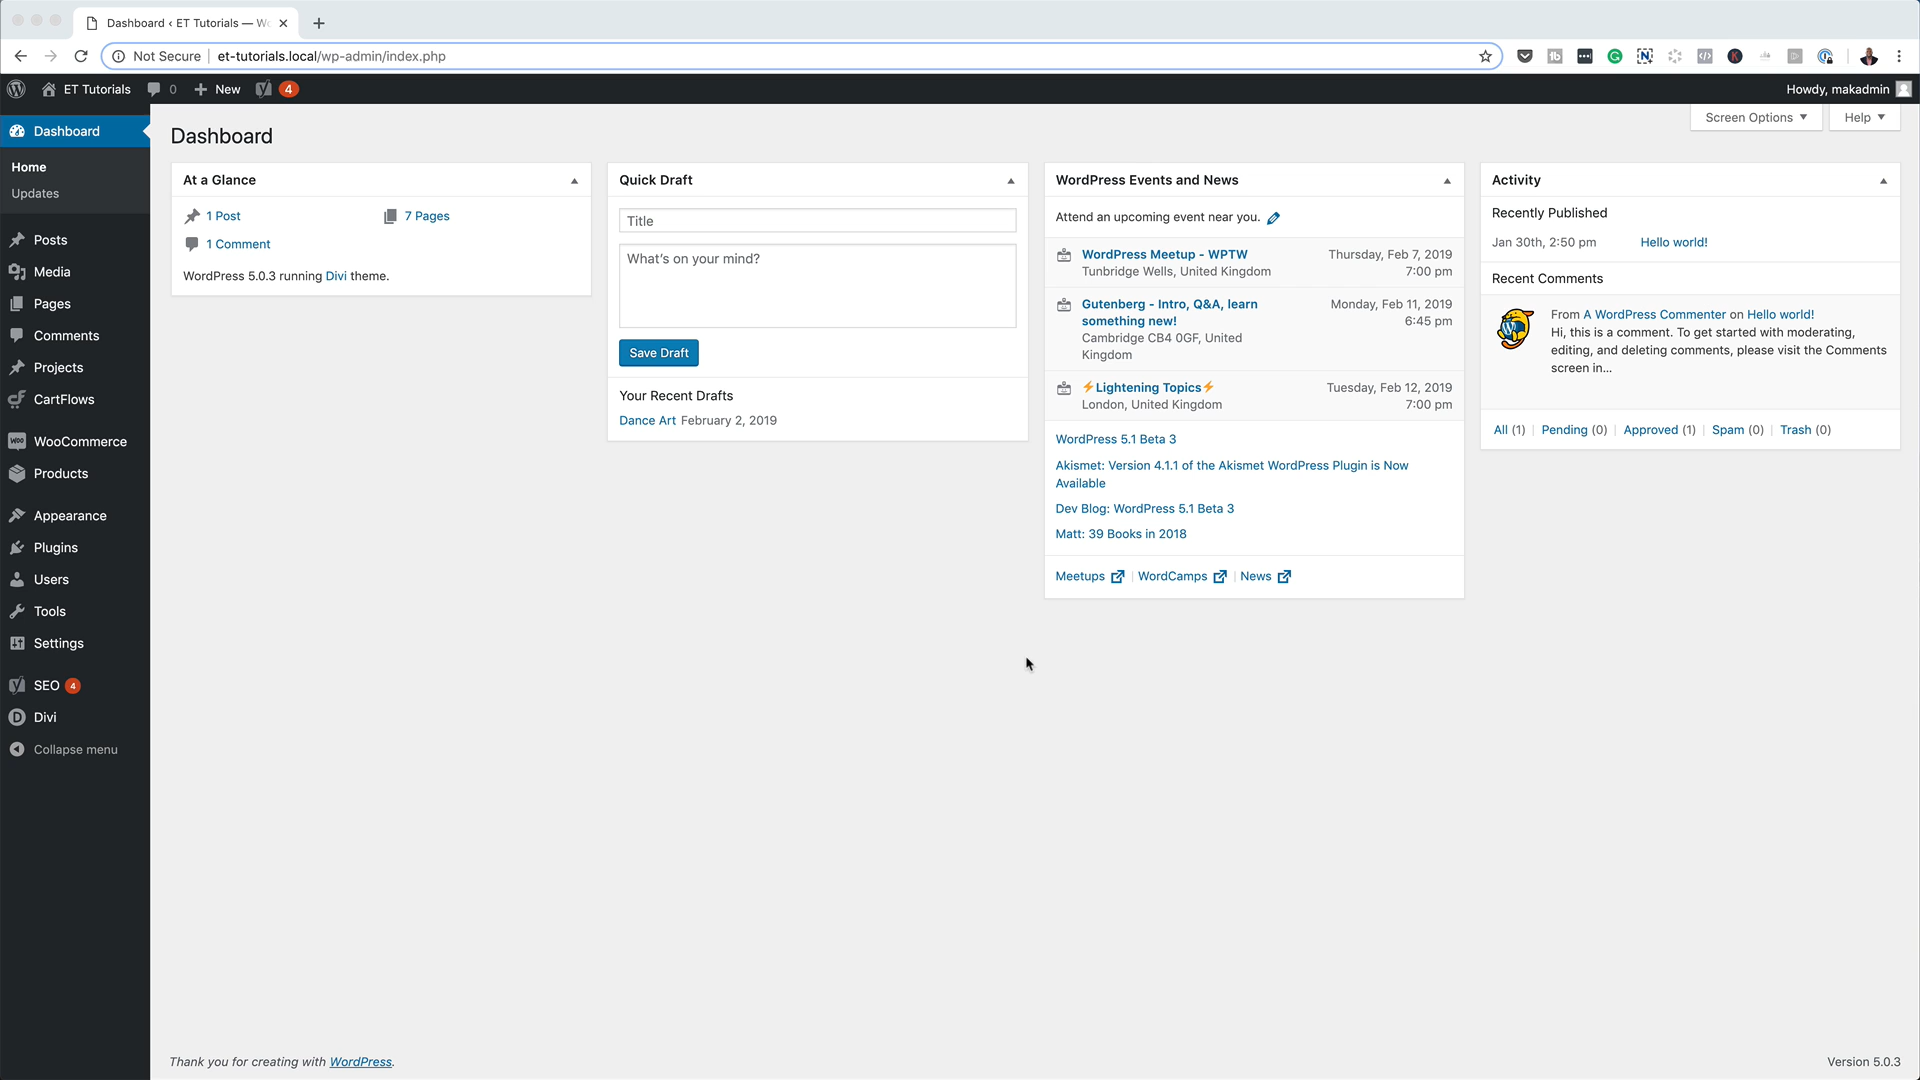 Dashboard ‹ ET Tutorials — W
Not Secure et-tutorials.local/wp-admin/index.php
ET Tutorials 0 New 4 Howdy, makadmin
Screen Options Help
Dashboard
Home
Updates
Posts
Media
Pages
Comments
Projects
CartFlows
WooCommerce
Products
Appearance
Plugins
Users
Tools
Settings
SEO 4
Divi
Collapse menu
Dashboard
At a Glance
1 Post 7 Pages
1 Comment
WordPress 5.0.3 running Divi theme.
Quick Draft
Title
What's on your mind?
Save Draft
Your Recent Drafts
Dance Art February 2, 2019
WordPress Events and News
Attend an upcoming event near you.
WordPress Meetup - WPTW Thursday, Feb 7, 2019
Tunbridge Wells, United Kingdom 7:00 pm
Gutenberg - Intro, Q&A, learn Monday, Feb 11, 2019
something new! 6:45 pm
Cambridge CB4 0GF, United
Kingdom
⚡Lightening Topics⚡ Tuesday, Feb 12, 2019
London, United Kingdom 7:00 pm
WordPress 5.1 Beta 3
Akismet: Version 4.1.1 of the Akismet WordPress Plugin is Now
Available
Dev Blog: WordPress 5.1 Beta 3
Matt: 39 Books in 2018
Meetups | WordCamps | News
Activity
Recently Published
Jan 30th, 2:50 pm Hello world!
Recent Comments
From A WordPress Commenter on Hello world!
Hi, this is a comment. To get started with moderating,
editing, and deleting comments, please visit the Comments
screen in…
All (1) | Pending (0) | Approved (1) | Spam (0) | Trash (0)
Thank you for creating with WordPress.
Version 5.0.3